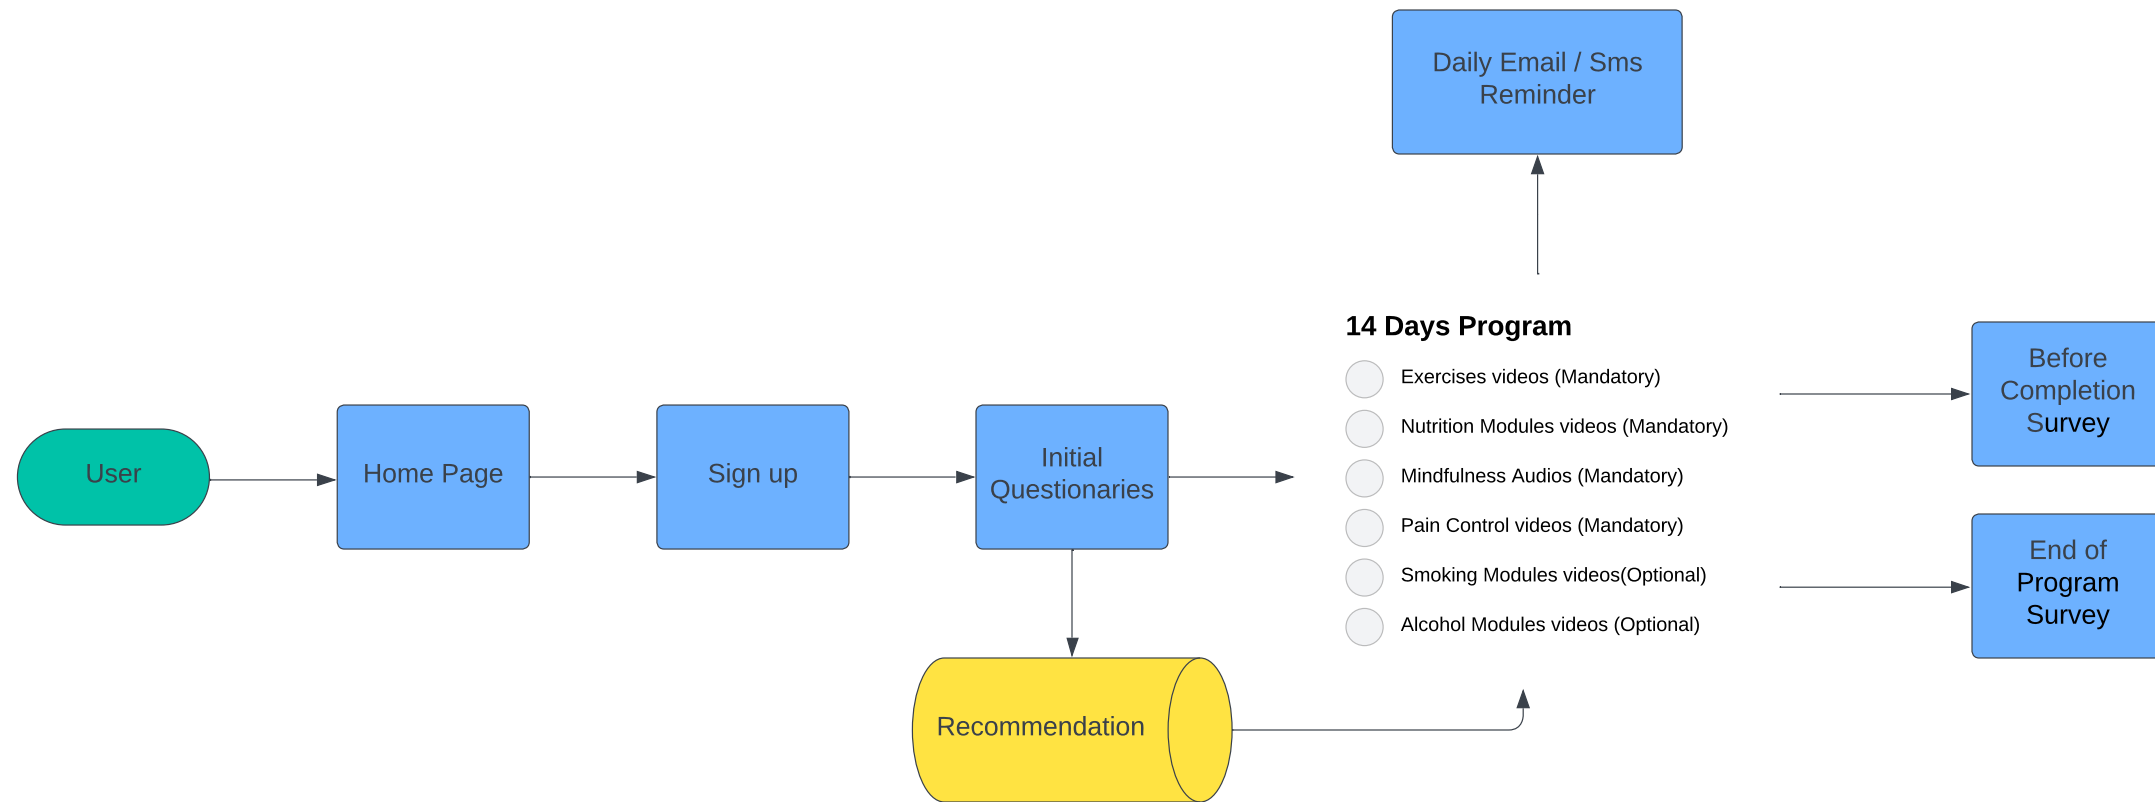 Daily Email / Sms
Reminder
14 Days Program
Exercises videos (Mandatory)
Nutrition Modules videos (Mandatory)
Mindfulness Audios (Mandatory)
Pain Control videos (Mandatory)
Smoking Modules videos(Optional)
Alcohol Modules videos (Optional)
User
Home Page
Sign up
Initial
Questionaries
Recommendation
Before
Completion
Survey
End of
Program
Survey